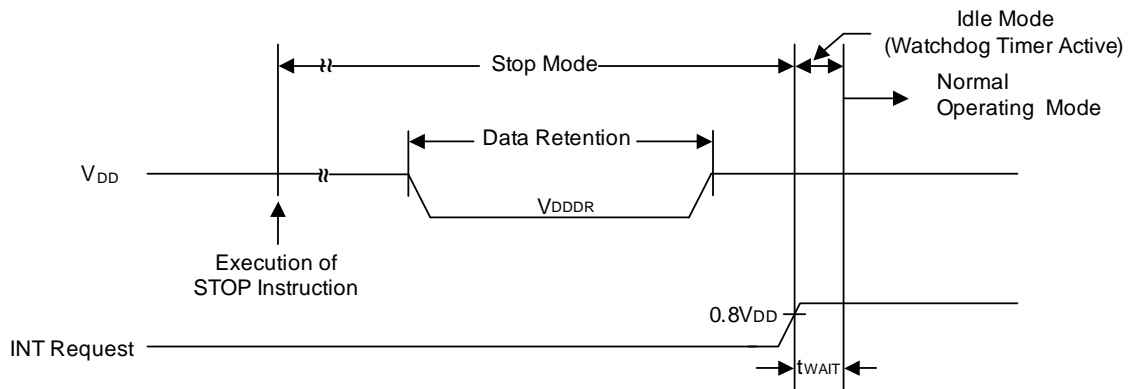 Idle Mode
(Watchdog Timer Active)
Stop Mode
Normal
Operating Mode
Data Retention
VDD
VDDDR
Execution of
STOP Instruction
0.8VDD
INT Request
tWAIT